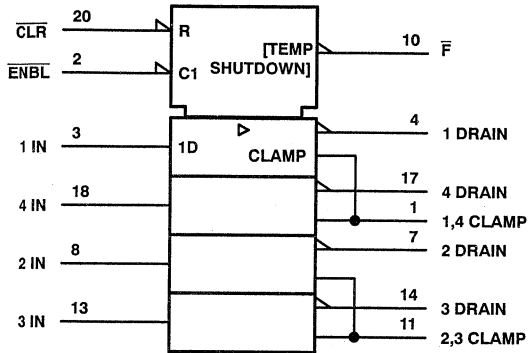 CLR 20 R
[TEMP SHUTDOWN] 10 F
ENBL 2 C1
3 4 1 DRAIN
1 IN 1D CLAMP
17 4 DRAIN
4 IN 18 1 1,4 CLAMP
7 2 DRAIN
2 IN 8
14 3 DRAIN
3 IN 13 11 2,3 CLAMP